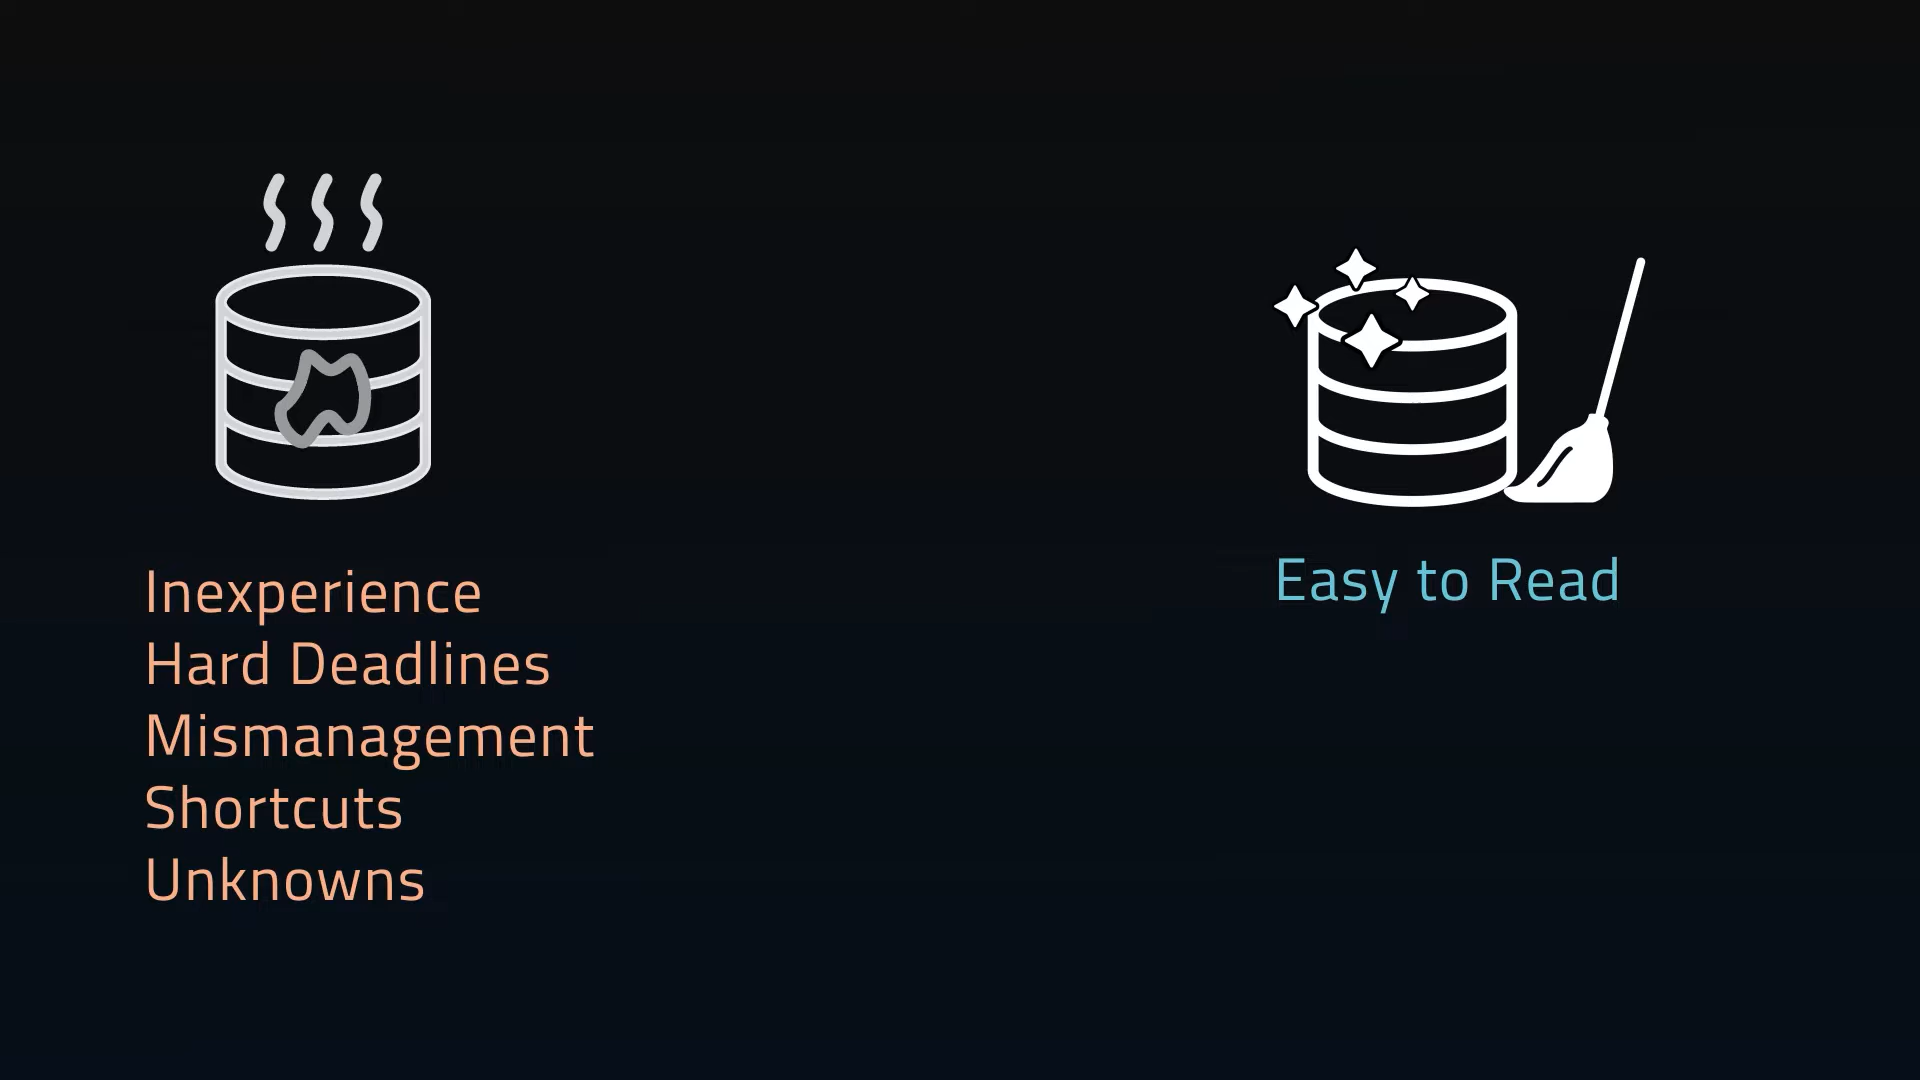 Inexperience
Hard Deadlines
Mismanagement
Shortcuts
Unknowns
Easy to Read